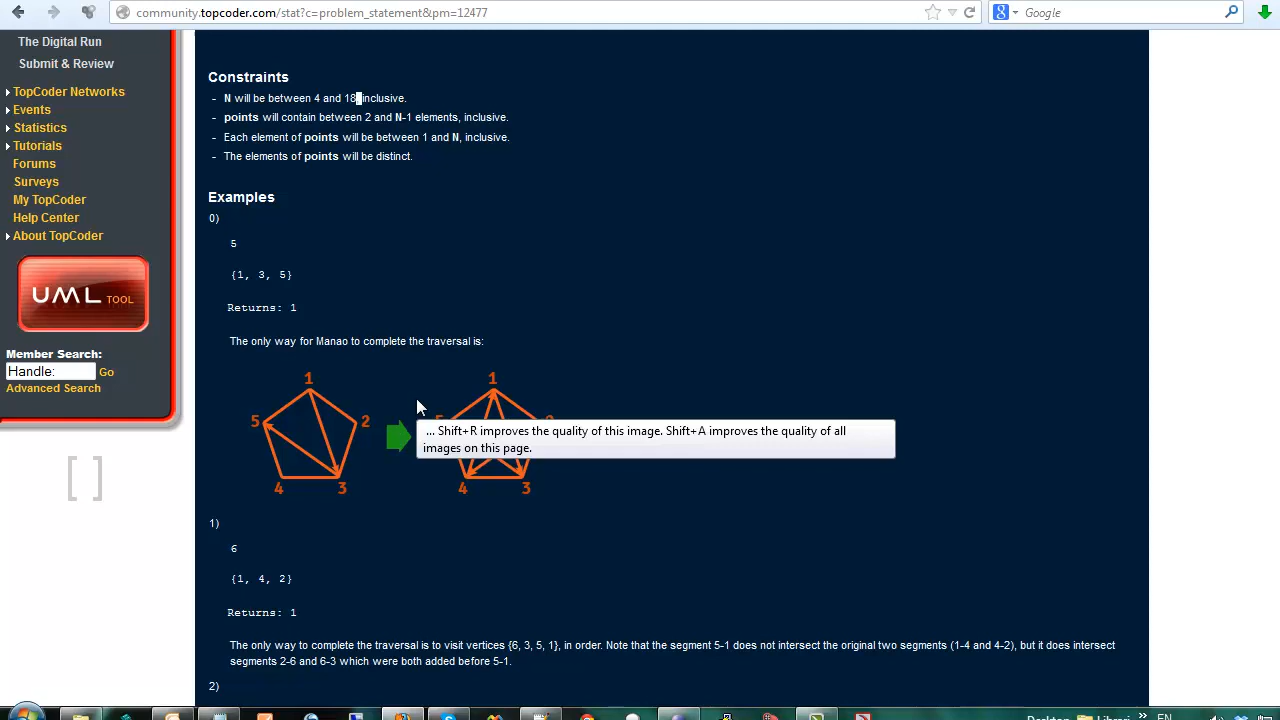 community.topcoder.com/stat?c=problem_statement&pm=12477
Google
The Digital Run
Submit & Review
TopCoder Networks
Events
Statistics
Tutorials
Forums
Surveys
My TopCoder
Help Center
About TopCoder
UML TOOL
Member Search:
Handle: Go
Advanced Search
[ ]
Constraints
- N will be between 4 and 18, inclusive.
- points will contain between 2 and N-1 elements, inclusive.
- Each element of points will be between 1 and N, inclusive.
- The elements of points will be distinct.
Examples
0)
5
{1, 3, 5}
Returns: 1
The only way for Manao to complete the traversal is:
1 1
5 2
... Shift+R improves the quality of this image. Shift+A improves the quality of all
images on this page.
4 3 4 3
1)
6
{1, 4, 2}
Returns: 1
The only way to complete the traversal is to visit vertices {6, 3, 5, 1}, in order. Note that the segment 5-1 does not intersect the original two segments (1-4 and 4-2), but it does intersect
segments 2-6 and 6-3 which were both added before 5-1.
2)